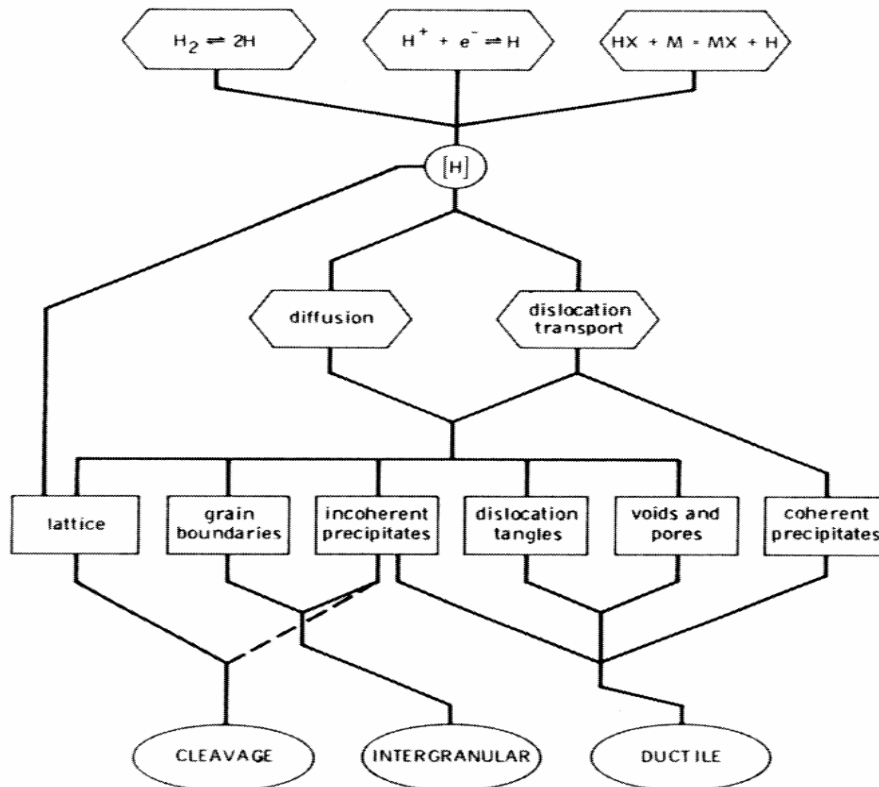 H₂ ⇌ 2H
H⁺ + e⁻ ⇌ H
HX + M = MX + H
[H]
diffusion
dislocation
transport
lattice
grain
boundaries
incoherent
precipitates
dislocation
tangles
voids and
pores
coherent
precipitates
CLEAVAGE
INTERGRANULAR
DUCTILE